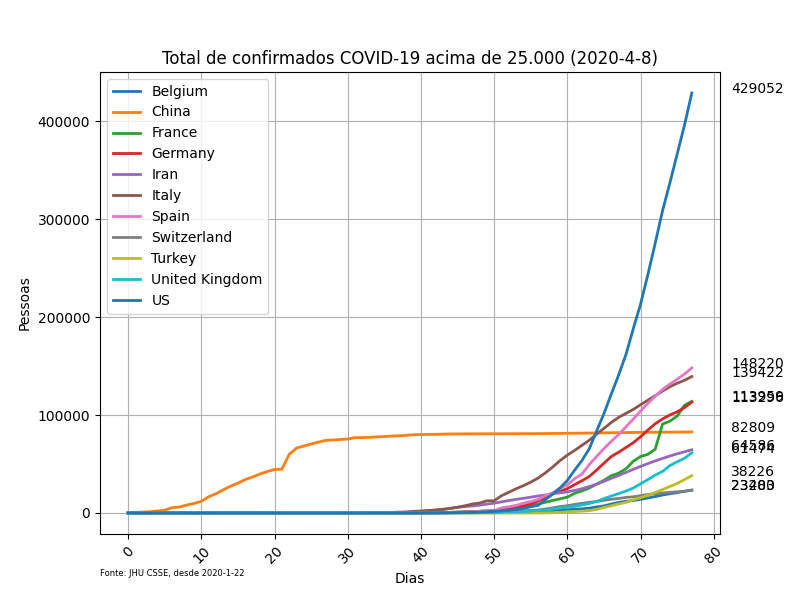 Total de confirmados COVID-19 acima de 25.000 (2020-4-8)
Belgium
China
France
Germany
Iran
Italy
Spain
Switzerland
Turkey
United Kingdom
US
Pessoas
400000
300000
200000
100000
0
429052
148220
139422
82809
38226
0
10
20
30
40
50
60
70
80
Dias
Fonte: JHU CSSE, desde 2020-1-22